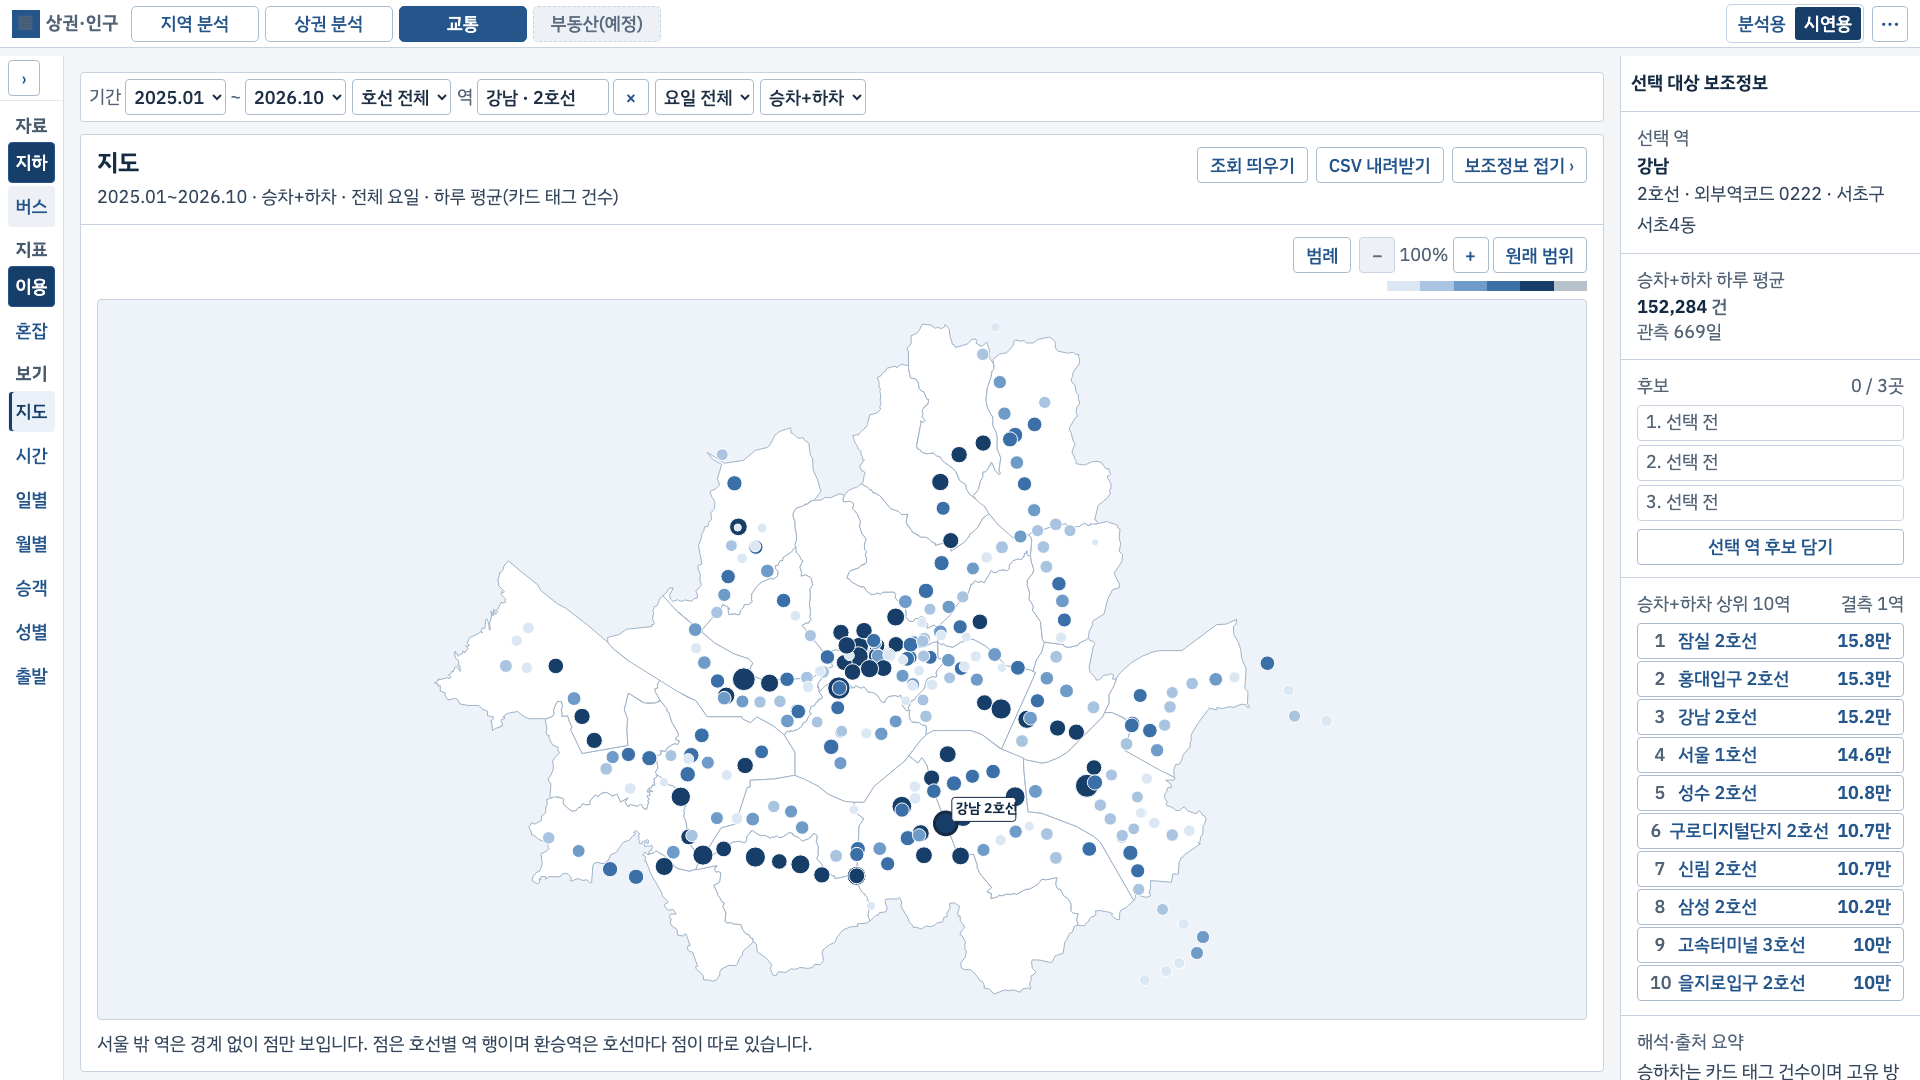 상권·인구
지역 분석
상권 분석
교통
부동산(예정)
분석용
시연용
···
›
자료
지하
버스
지표
이용
혼잡
보기
지도
시간
일별
월별
승객
성별
출발
기간 2025.01 ~ 2026.10 호선 전체 역 강남 · 2호선 × 요일 전체 승차+하차
지도
2025.01~2026.10 · 승차+하차 · 전체 요일 · 하루 평균(카드 태그 건수)
조회 띄우기
CSV 내려받기
보조정보 접기 ›
범례
− 100% +
원래 범위
강남 2호선
서울 밖 역은 경계 없이 점만 보입니다. 점은 호선별 역 행이며 환승역은 호선마다 점이 따로 있습니다.
선택 대상 보조정보
선택 역
강남
2호선 · 외부역코드 0222 · 서초구
서초4동
승차+하차 하루 평균
152,284 건
관측 669일
후보 0 / 3곳
1. 선택 전
2. 선택 전
3. 선택 전
선택 역 후보 담기
승차+하차 상위 10역 결측 1역
1 잠실 2호선 15.8만
2 홍대입구 2호선 15.3만
3 강남 2호선 15.2만
4 서울 1호선 14.6만
5 성수 2호선 10.8만
6 구로디지털단지 2호선 10.7만
7 신림 2호선 10.7만
8 삼성 2호선 10.2만
9 고속터미널 3호선 10만
10 을지로입구 2호선 10만
해석·출처 요약
승하차는 카드 태그 건수이며 고유 방